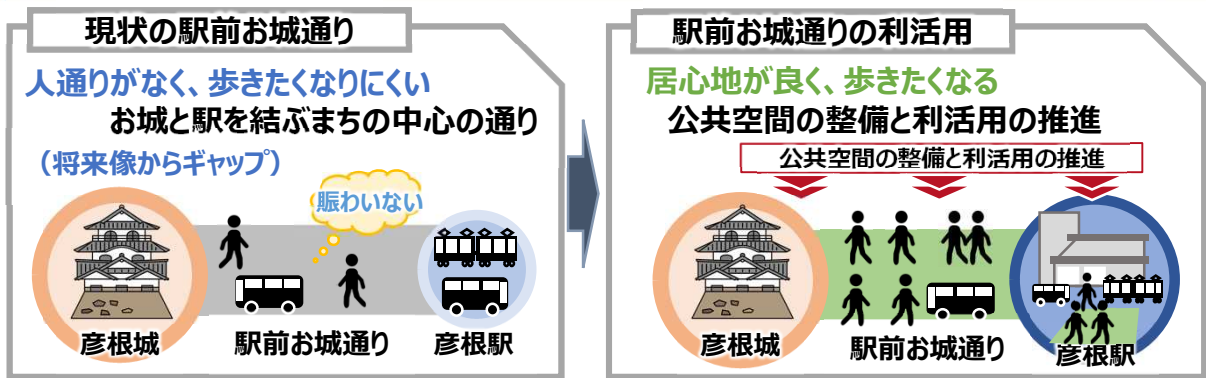 現状の駅前お城通り
人通りがなく、歩きたくなりにくい
お城と駅を結ぶまちの中心の通り
（将来像からギャップ）
賑わいない
彦根城
駅前お城通り
彦根駅
駅前お城通りの利活用
居心地が良く、歩きたくなる
公共空間の整備と利活用の推進
公共空間の整備と利活用の推進
彦根城
駅前お城通り
彦根駅